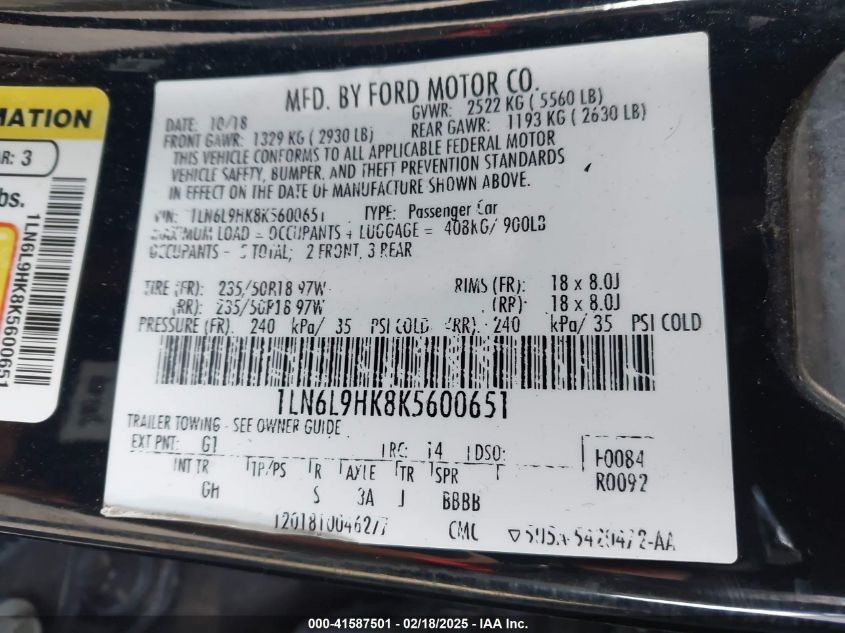 MATION
R: 3
bs.
1LN6L9HK8K5600651
MFD. BY FORD MOTOR CO.
DATE: 10/18 GVWR: 2522 KG ( 5560 LB)
FRONT GAWR: 1329 KG ( 2930 LB) REAR GAWR: 1193 KG ( 2630 LB)
THIS VEHICLE CONFORMS TO ALL APPLICABLE FEDERAL MOTOR
VEHICLE SAFETY, BUMPER, AND THEFT PREVENTION STANDARDS
IN EFFECT ON THE DATE OF MANUFACTURE SHOWN ABOVE.
VIN: 1LN6L9HK8K5600651 TYPE: Passenger Car
MAXIMUM LOAD = OCCUPANTS + LUGGAGE = 408kG/ 900LB
OCCUPANTS - 5 TOTAL; 2 FRONT, 3 REAR
TIRE (FR): 235/50R18 97W RIMS (FR): 18 x 8.0J
(RR): 235/50R18 97W (RR): 18 x 8.0J
PRESSURE (FR). 240 kPa/ 35 PSI COLD (RR): 240 kPa/ 35 PSI COLD
1LN6L9HK8K5600651
TRAILER TOWING - SEE OWNER GUIDE
EXT PNT: G1 RC: 14 DSO: F0084
INT TR TP/PS R AXLE TR SPR R0092
GH S 3A J BBBB
CMC
000-41587501 — 02/18/2025 — IAA Inc.